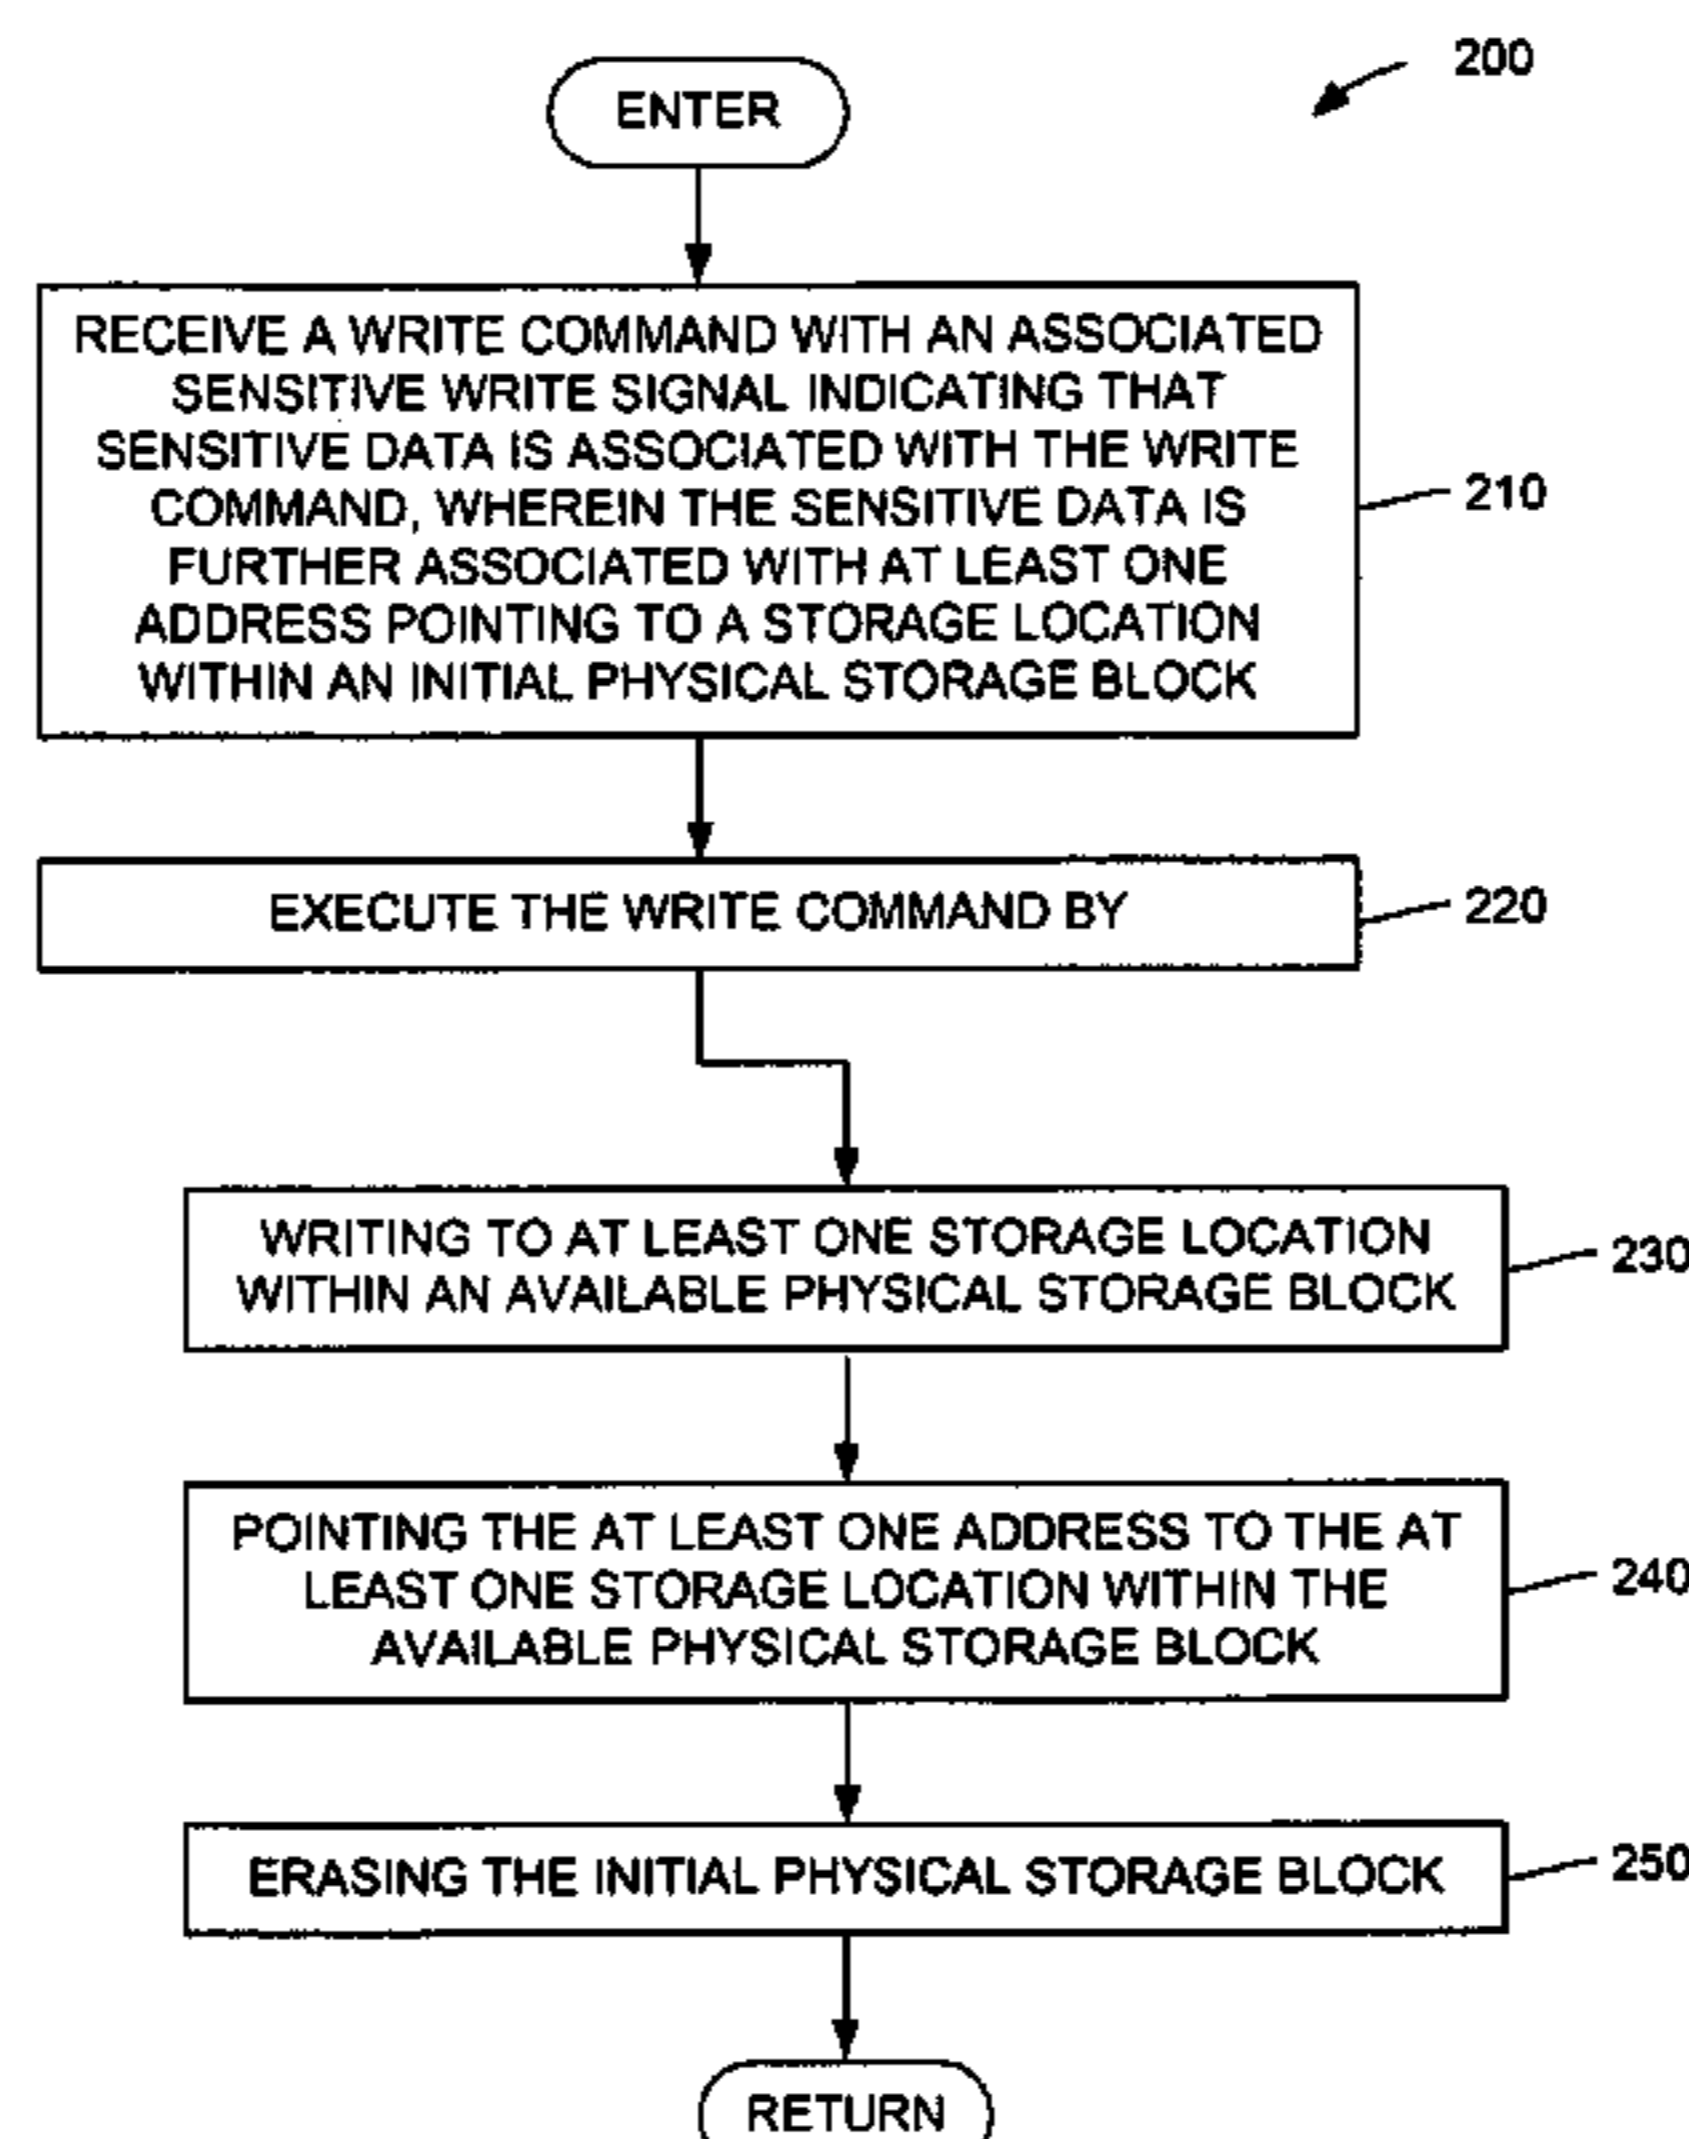 200
ENTER
RECEIVE A WRITE COMMAND WITH AN ASSOCIATED
SENSITIVE WRITE SIGNAL INDICATING THAT
SENSITIVE DATA IS ASSOCIATED WITH THE WRITE
COMMAND, WHEREIN THE SENSITIVE DATA IS
FURTHER ASSOCIATED WITH AT LEAST ONE
ADDRESS POINTING TO A STORAGE LOCATION
WITHIN AN INITIAL PHYSICAL STORAGE BLOCK
210
EXECUTE THE WRITE COMMAND BY
220
WRITING TO AT LEAST ONE STORAGE LOCATION
WITHIN AN AVAILABLE PHYSICAL STORAGE BLOCK
230
POINTING THE AT LEAST ONE ADDRESS TO THE AT
LEAST ONE STORAGE LOCATION WITHIN THE
AVAILABLE PHYSICAL STORAGE BLOCK
240
ERASING THE INITIAL PHYSICAL STORAGE BLOCK
250
RETURN